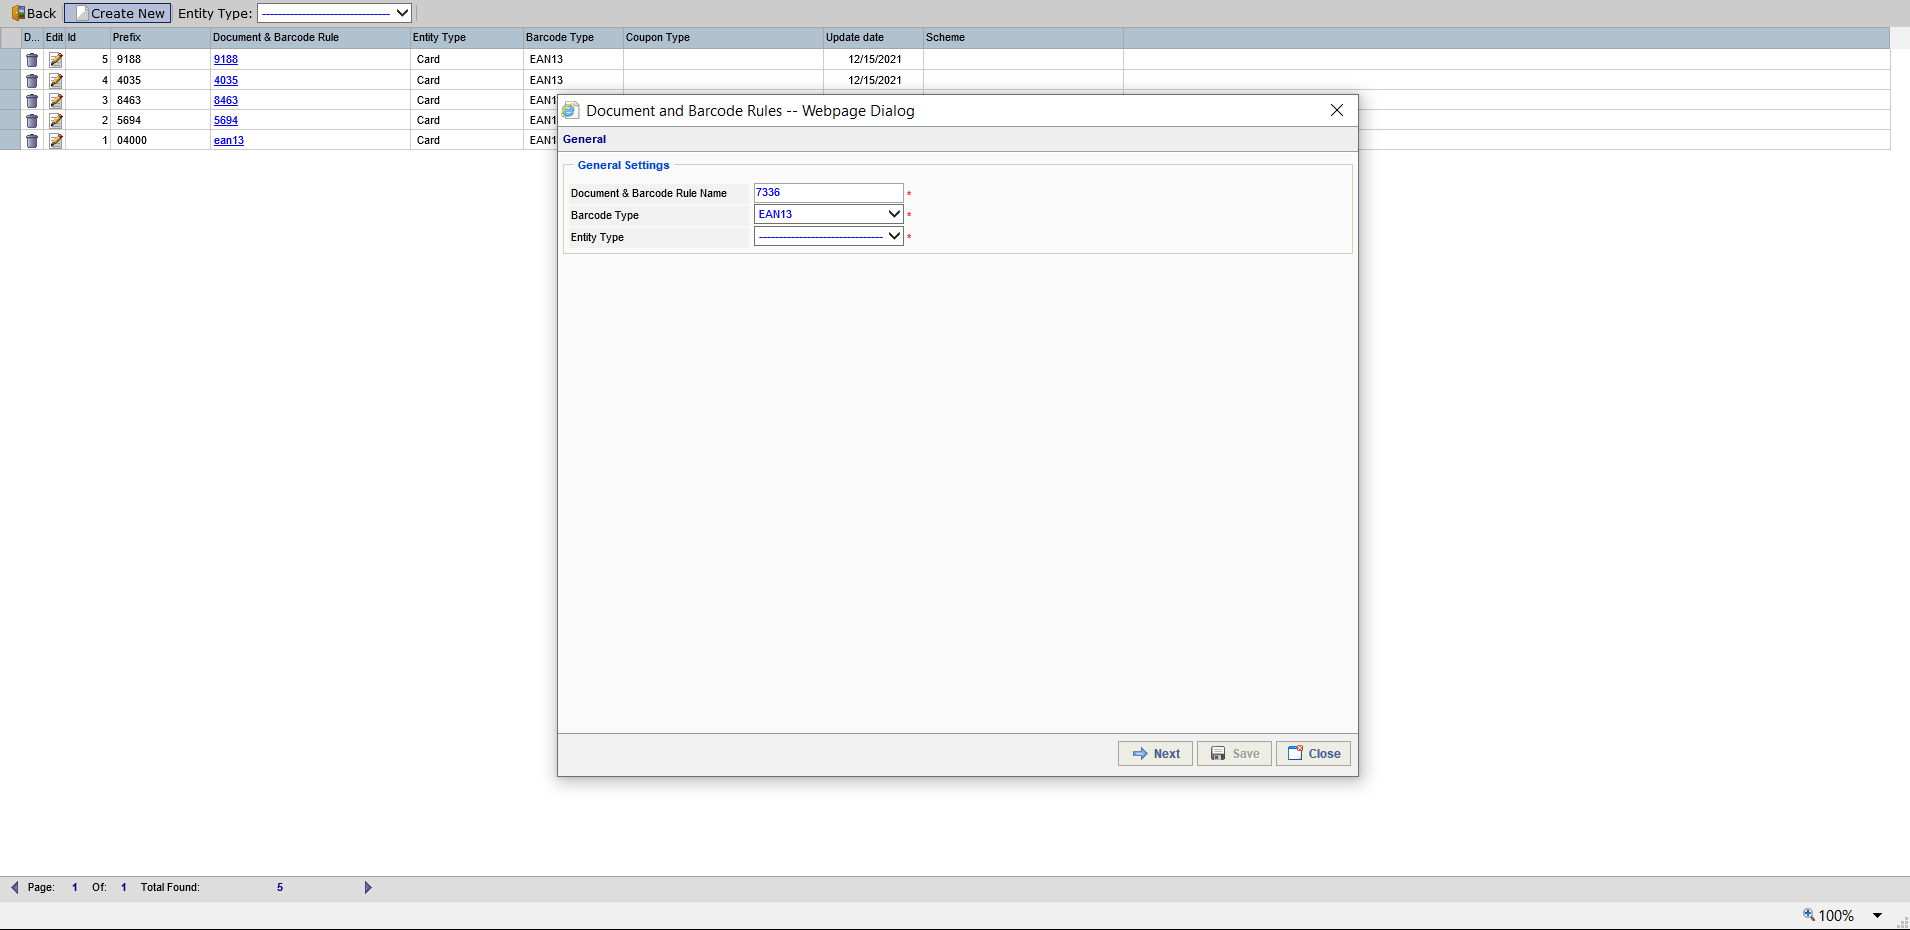 Back Create New Entity Type: --------------------------------
D... Edit Id Prefix Document & Barcode Rule Entity Type Barcode Type Coupon Type Update date Scheme
5 9188 9188 Card EAN13 12/15/2021
4 4035 4035 Card EAN13 12/15/2021
3 8463 8463 Card EAN1
2 5694 5694 Card EAN1
1 04000 ean13 Card EAN1
Document and Barcode Rules -- Webpage Dialog
General
General Settings
Document & Barcode Rule Name 7336 *
Barcode Type EAN13 *
Entity Type -------------------------------- *
Next Save Close
Page: 1 Of: 1 Total Found: 5
100%